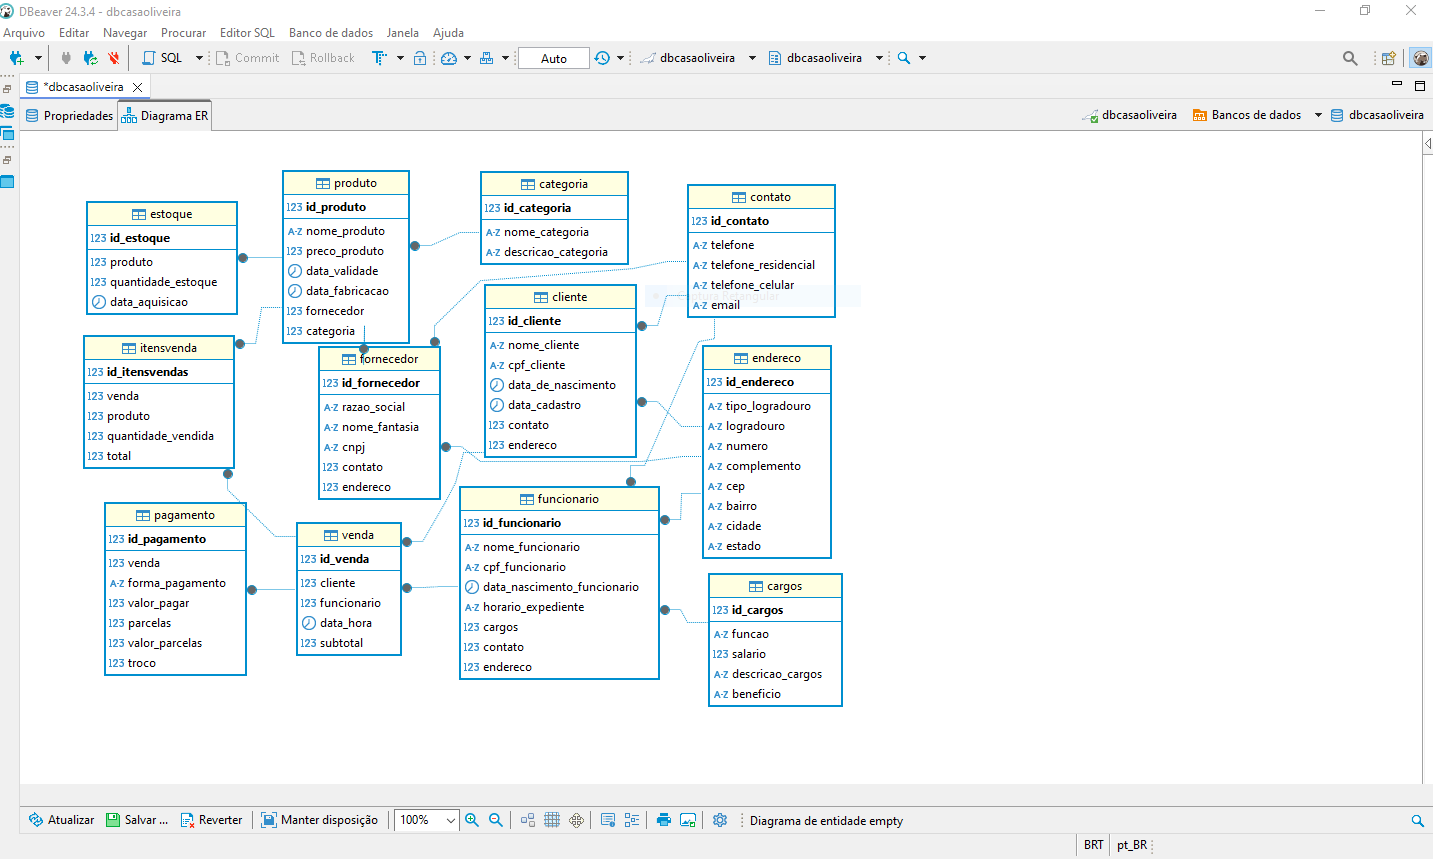 DBeaver 24.3.4 - dbcasaoliveira
Arquivo Editar Navegar Procurar Editor SQL Banco de dados Janela Ajuda
SQL Commit Rollback Auto dbcasaoliveira dbcasaoliveira
*dbcasaoliveira
Propriedades Diagrama ER dbcasaoliveira Bancos de dados dbcasaoliveira
estoque
123 id_estoque
123 produto
123 quantidade_estoque
data_aquisicao
produto
123 id_produto
A-Z nome_produto
123 preco_produto
data_validade
data_fabricacao
123 fornecedor
123 categoria
categoria
123 id_categoria
A-Z nome_categoria
A-Z descricao_categoria
contato
123 id_contato
A-Z telefone
A-Z telefone_residencial
A-Z telefone_celular
A-Z email
cliente
123 id_cliente
A-Z nome_cliente
A-Z cpf_cliente
data_de_nascimento
data_cadastro
123 contato
123 endereco
itensvenda
123 id_itensvendas
123 venda
123 produto
123 quantidade_vendida
123 total
fornecedor
123 id_fornecedor
A-Z razao_social
A-Z nome_fantasia
A-Z cnpj
123 contato
123 endereco
endereco
123 id_endereco
A-Z tipo_logradouro
A-Z logradouro
A-Z numero
A-Z complemento
A-Z cep
A-Z bairro
A-Z cidade
A-Z estado
pagamento
123 id_pagamento
123 venda
A-Z forma_pagamento
123 valor_pagar
123 parcelas
123 valor_parcelas
123 troco
venda
123 id_venda
123 cliente
123 funcionario
data_hora
123 subtotal
funcionario
123 id_funcionario
A-Z nome_funcionario
A-Z cpf_funcionario
data_nascimento_funcionario
A-Z horario_expediente
123 cargos
123 contato
123 endereco
cargos
123 id_cargos
A-Z funcao
123 salario
A-Z descricao_cargos
A-Z beneficio
Atualizar Salvar ... Reverter Manter disposição 100% Diagrama de entidade empty
BRT pt_BR